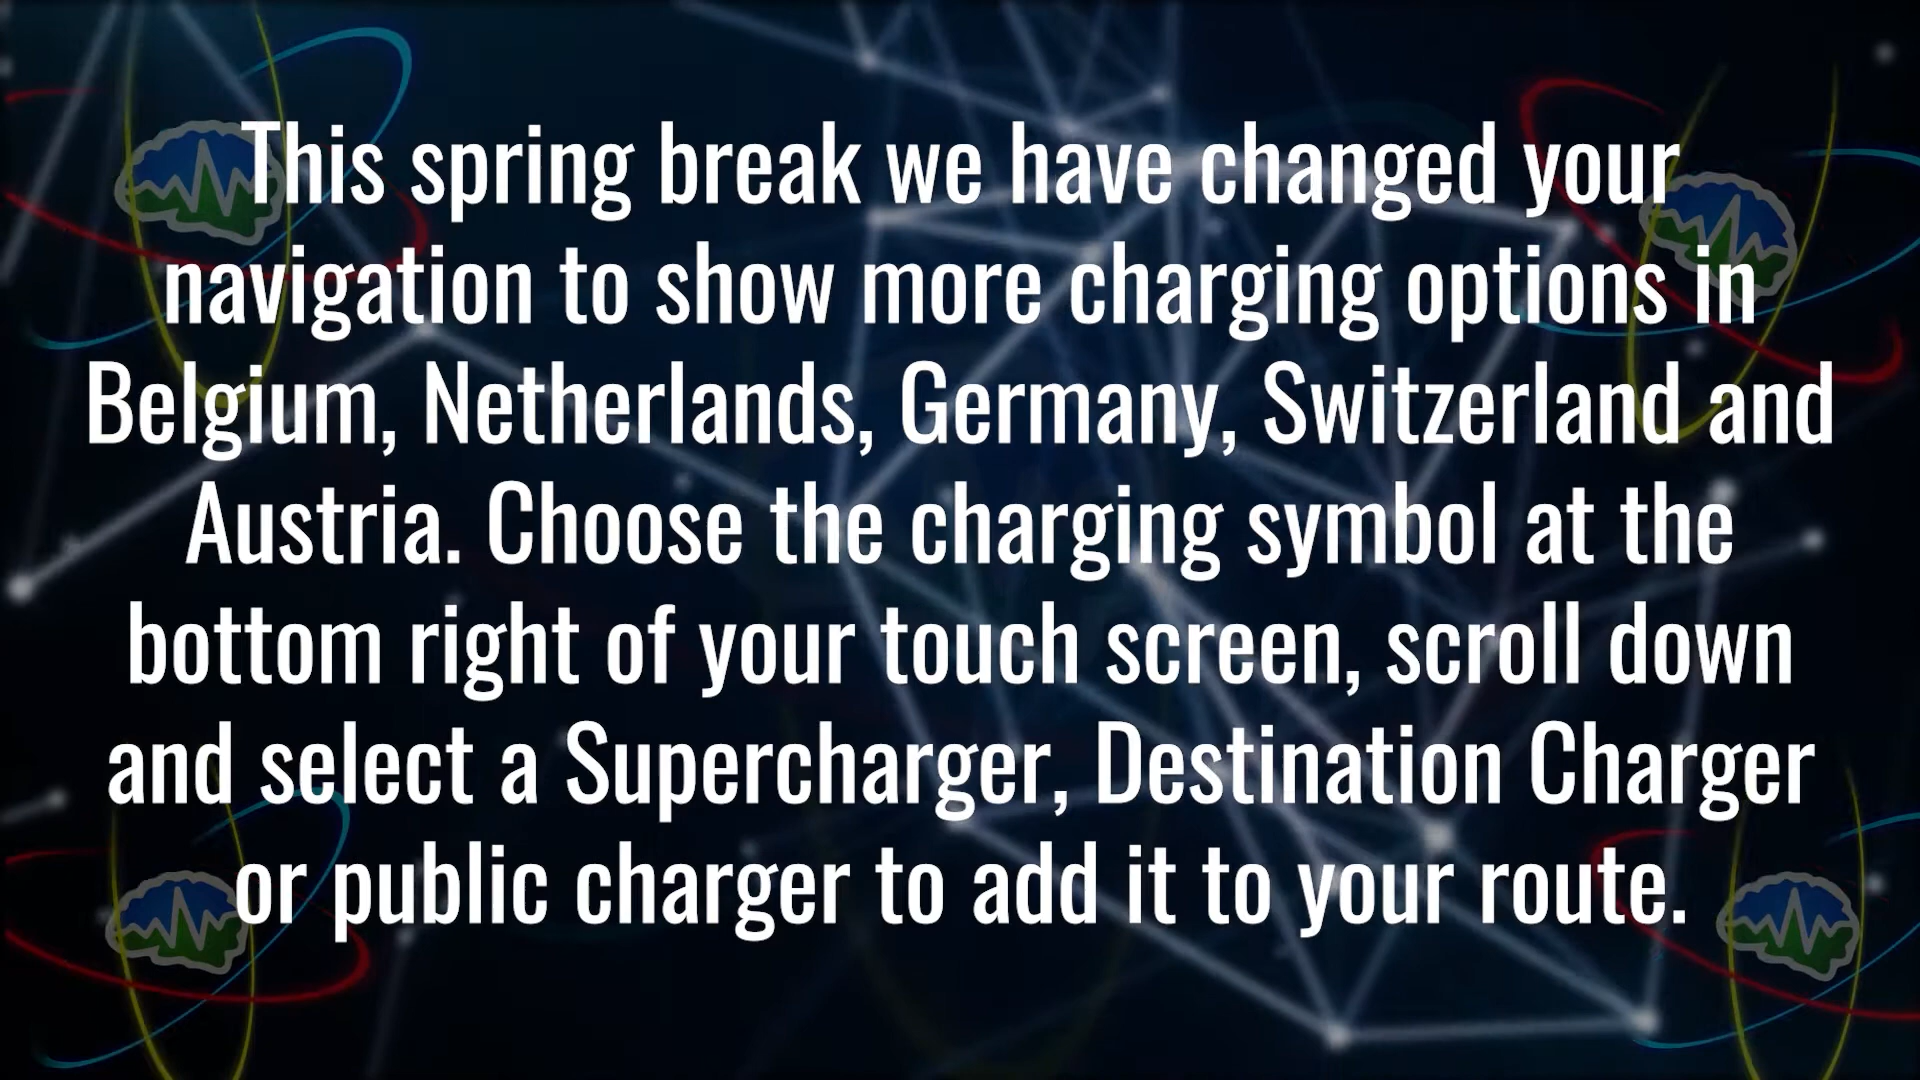 This spring break we have changed your
navigation to show more charging options in
Belgium, Netherlands, Germany, Switzerland and
Austria. Choose the charging symbol at the
bottom right of your touch screen, scroll down
and select a Supercharger, Destination Charger
or public charger to add it to your route.